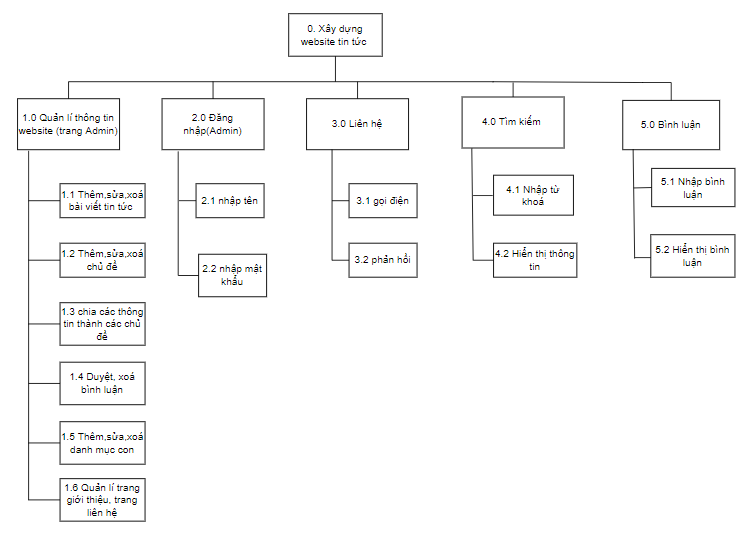 0. Xây dựng
website tin tức
1.0 Quản lí thông tin
website (trang Admin)
2.0 Đăng
nhập(Admin)
3.0 Liên hệ
4.0 Tìm kiếm
5.0 Bình luận
1.1 Thêm,sửa,xoá
bài viết tin tức
1.2 Thêm,sửa,xoá
chủ đề
1.3 chia các thông
tin thành các chủ
đề
1.4 Duyệt, xoá
bình luận
1.5 Thêm,sửa,xoá
danh mục con
1.6 Quản lí trang
giới thiệu, trang
liên hệ
2.1 nhập tên
2.2 nhập mật
khẩu
3.1 gọi điện
3.2 phản hồi
4.1 Nhập từ
khoá
4.2 Hiển thị thông
tin
5.1 Nhập bình
luận
5.2 Hiển thị bình
luận